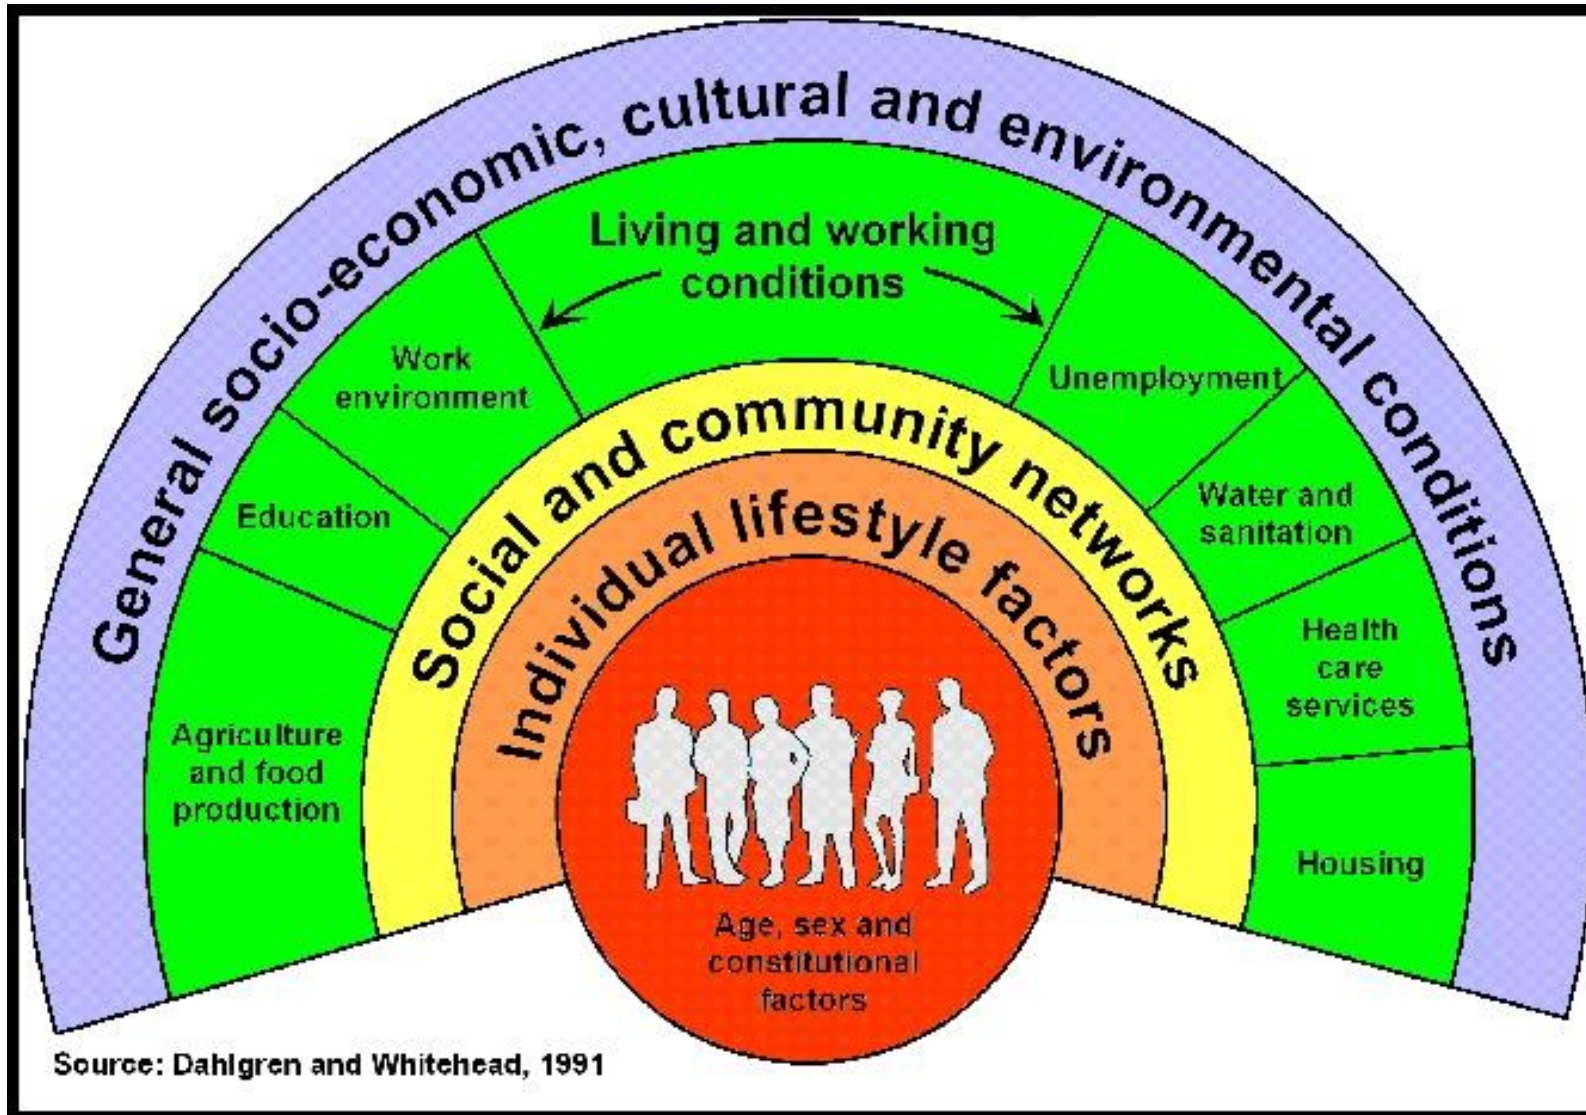 General socio-economic, cultural and environmental conditions
Living and working
conditions
Work
environment
Unemployment
Education
Water and
sanitation
Agriculture
and food
production
Health
care
services
Housing
Social and community networks
Individual lifestyle factors
Age, sex and
constitutional
factors
Source: Dahlgren and Whitehead, 1991